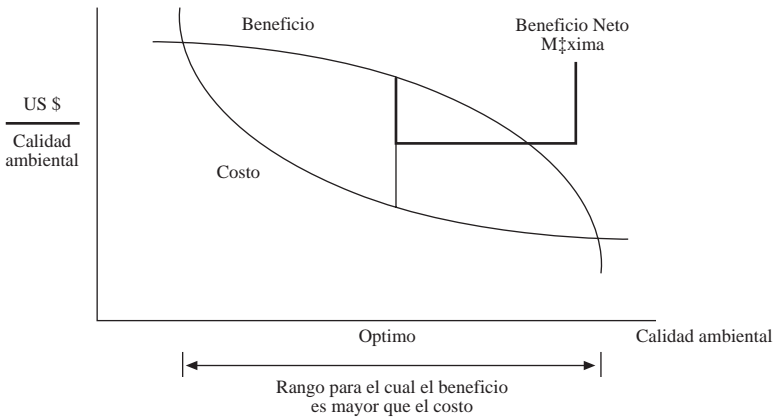 Beneficio
Beneficio Neto
M‡xima
US $
Calidad
ambiental
Costo
Optimo
Calidad ambiental
Rango para el cual el beneficio
es mayor que el costo